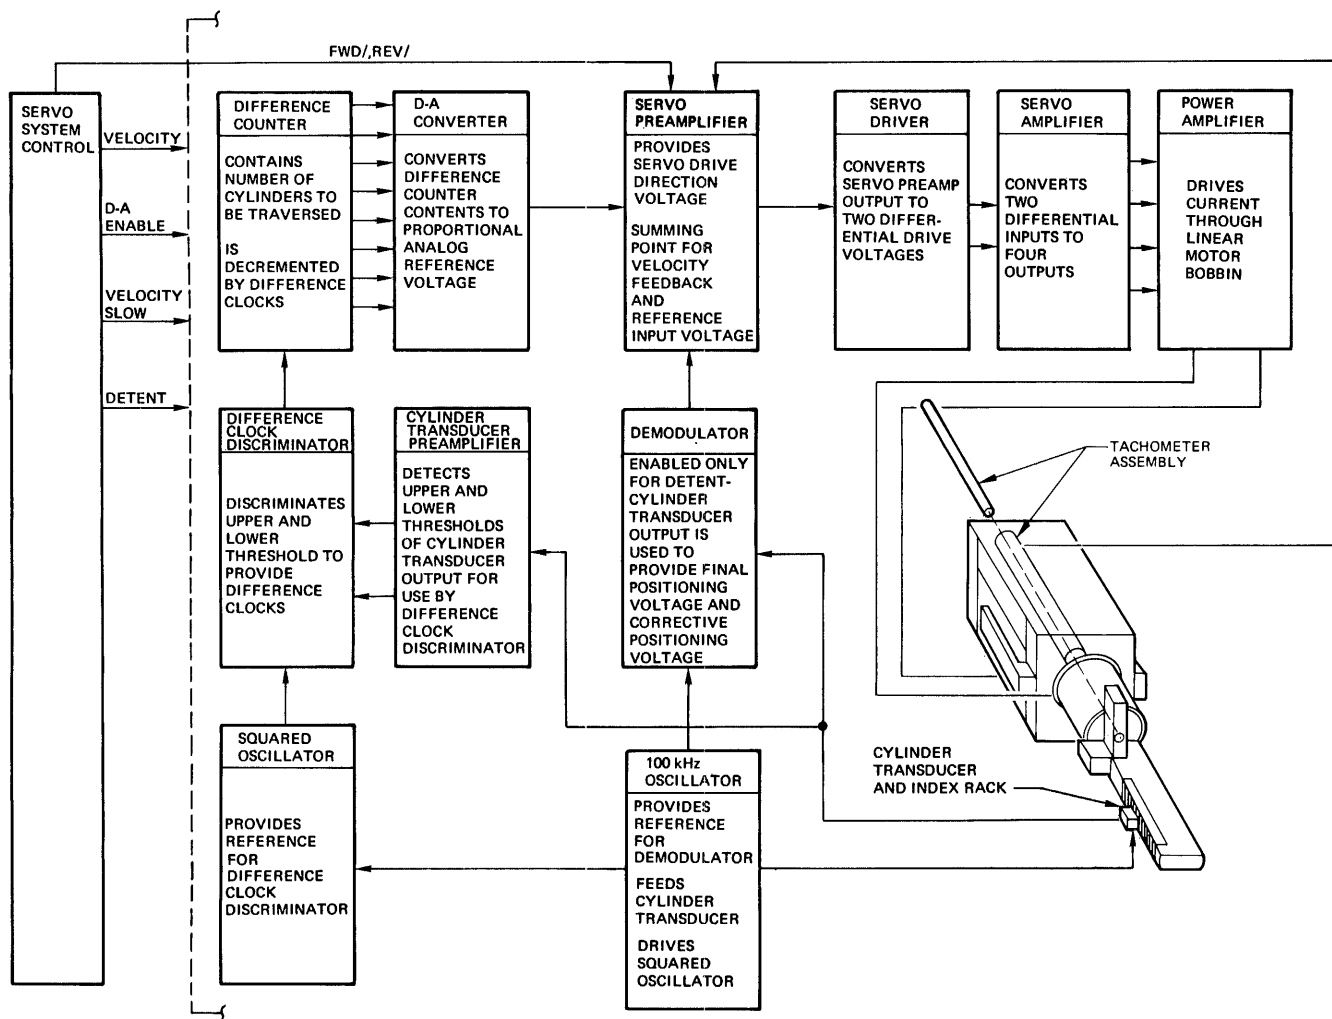 FWD/,REV/
SERVO
SYSTEM
CONTROL
VELOCITY
D-A
ENABLE
VELOCITY
SLOW
DETENT
DIFFERENCE
COUNTER
CONTAINS
NUMBER OF
CYLINDERS TO
BE TRAVERSED
IS
DECREMENTED
BY DIFFERENCE
CLOCKS
D-A
CONVERTER
CONVERTS
DIFFERENCE
COUNTER
CONTENTS TO
PROPORTIONAL
ANALOG
REFERENCE
VOLTAGE
SERVO
PREAMPLIFIER
PROVIDES
SERVO DRIVE
DIRECTION
VOLTAGE
SUMMING
POINT FOR
VELOCITY
FEEDBACK
AND
REFERENCE
INPUT VOLTAGE
SERVO
DRIVER
CONVERTS
SERVO PREAMP
OUTPUT TO
TWO DIFFER-
ENTIAL DRIVE
VOLTAGES
SERVO
AMPLIFIER
CONVERTS
TWO
DIFFERENTIAL
INPUTS TO
FOUR
OUTPUTS
POWER
AMPLIFIER
DRIVES
CURRENT
THROUGH
LINEAR
MOTOR
BOBBIN
DIFFERENCE
CLOCK
DISCRIMINATOR
DISCRIMINATES
UPPER AND
LOWER
THRESHOLD TO
PROVIDE
DIFFERENCE
CLOCKS
CYLINDER
TRANSDUCER
PREAMPLIFIER
DETECTS
UPPER AND
LOWER
THRESHOLDS
OF CYLINDER
TRANSDUCER
OUTPUT FOR
USE BY
DIFFERENCE
CLOCK
DISCRIMINATOR
DEMODULATOR
ENABLED ONLY
FOR DETENT-
CYLINDER
TRANSDUCER
OUTPUT IS
USED TO
PROVIDE FINAL
POSITIONING
VOLTAGE AND
CORRECTIVE
POSITIONING
VOLTAGE
TACHOMETER
ASSEMBLY
SQUARED
OSCILLATOR
PROVIDES
REFERENCE
FOR
DIFFERENCE
CLOCK
DISCRIMINATOR
100 kHz
OSCILLATOR
PROVIDES
REFERENCE
FOR
DEMODULATOR
FEEDS
CYLINDER
TRANSDUCER
DRIVES
SQUARED
OSCILLATOR
CYLINDER
TRANSDUCER
AND INDEX RACK